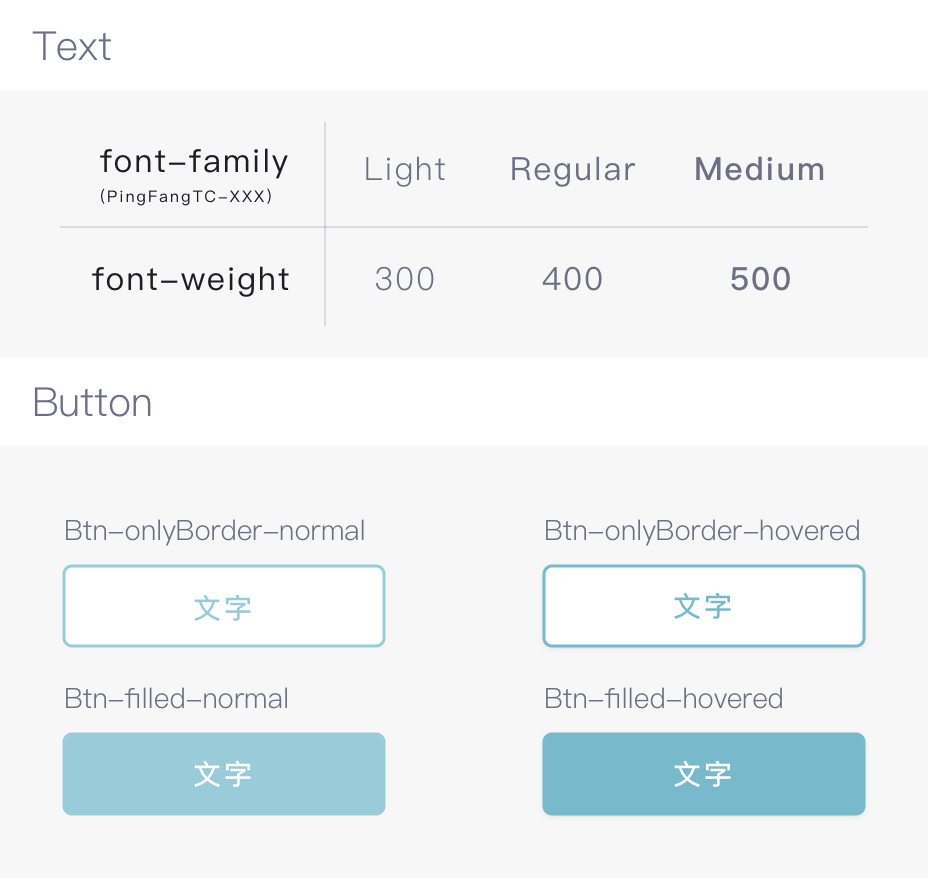 Text
font-family Light Regular Medium
(PingFangTC-XXX)
font-weight 300 400 500
Button
Btn-onlyBorder-normal Btn-onlyBorder-hovered
文字 文字
Btn-filled-normal Btn-filled-hovered
文字 文字